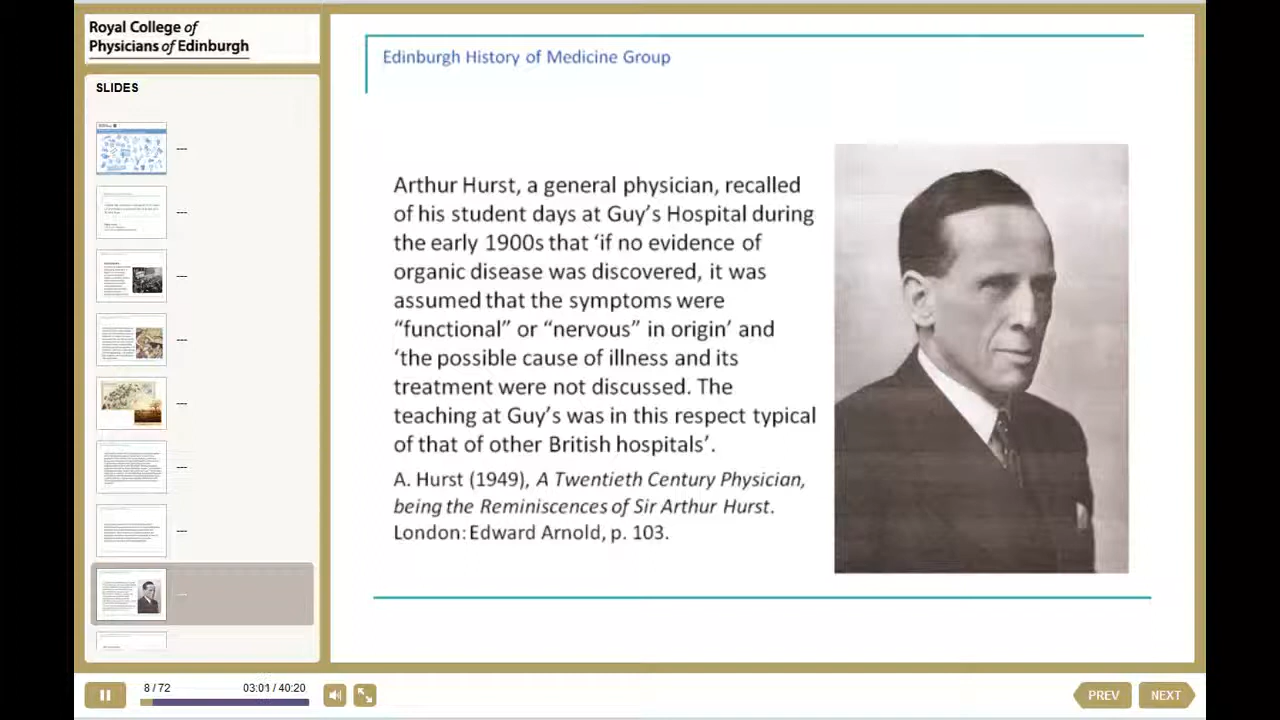 Royal College of
Physicians of Edinburgh
SLIDES
Edinburgh History of Medicine Group
Arthur Hurst, a general physician, recalled
of his student days at Guy’s Hospital during
the early 1900s that ‘if no evidence of
organic disease was discovered, it was
assumed that the symptoms were
“functional” or “nervous” in origin’ and
‘the possible cause of illness and its
treatment were not discussed. The
teaching at Guy’s was in this respect typical
of that of other British hospitals’.
A. Hurst (1949), A Twentieth Century Physician,
being the Reminiscences of Sir Arthur Hurst.
London: Edward Arnold, p. 103.
8 / 72
03:01 / 40:20
PREV
NEXT